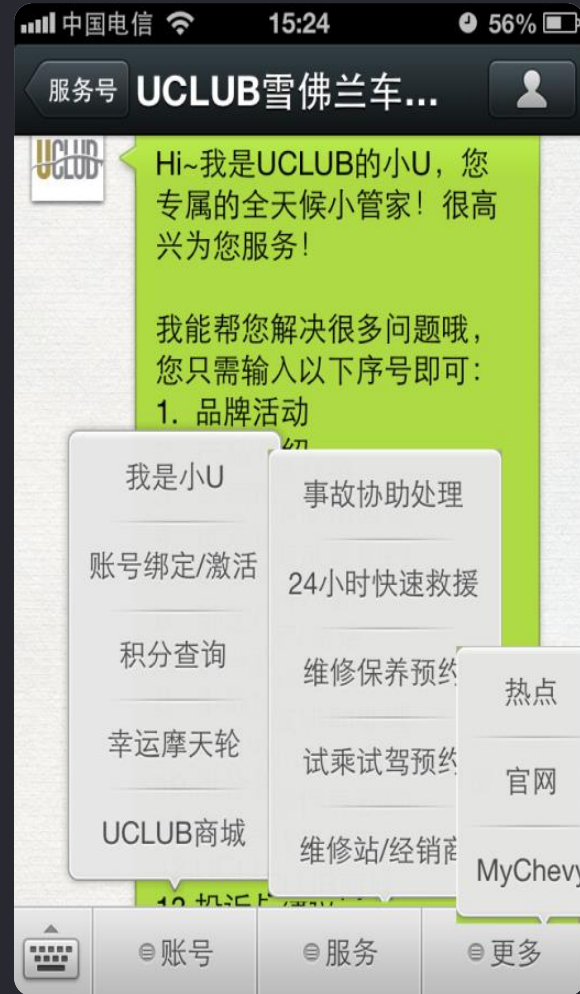 中国电信 15:24 56%
服务号 UCLUB雪佛兰车...
UCLUB
Hi~我是UCLUB的小U，您
专属的全天候小管家！很高
兴为您服务！
我能帮您解决很多问题哦，
您只需输入以下序号即可：
1. 品牌活动
我是小U
账号绑定/激活
积分查询
幸运摩天轮
UCLUB商城
事故协助处理
24小时快速救援
维修保养预约
试乘试驾预约
维修站/经销商
热点
官网
MyChevy
账号
服务
更多